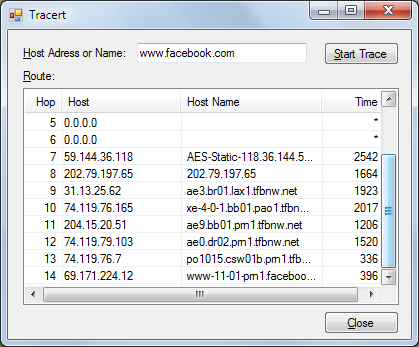 Tracert
Host Adress or Name: www.facebook.com Start Trace
Route:
Hop Host Host Name Time
5 0.0.0.0 *
6 0.0.0.0 *
7 59.144.36.118 AES-Static-118.36.144.5... 2542
8 202.79.197.65 202.79.197.65 1664
9 31.13.25.62 ae3.br01.lax1.tfbnw.net 1923
10 74.119.76.165 xe-4-0-1.bb01.pao1.tfbn... 2017
11 204.15.20.51 ae9.bb01.prn1.tfbnw.net 1206
12 74.119.79.103 ae0.dr02.prn1.tfbnw.net 1520
13 74.119.76.7 po1015.csw01b.prn1.tfb... 336
14 69.171.224.12 www-11-01-prn1.faceboo... 396
Close